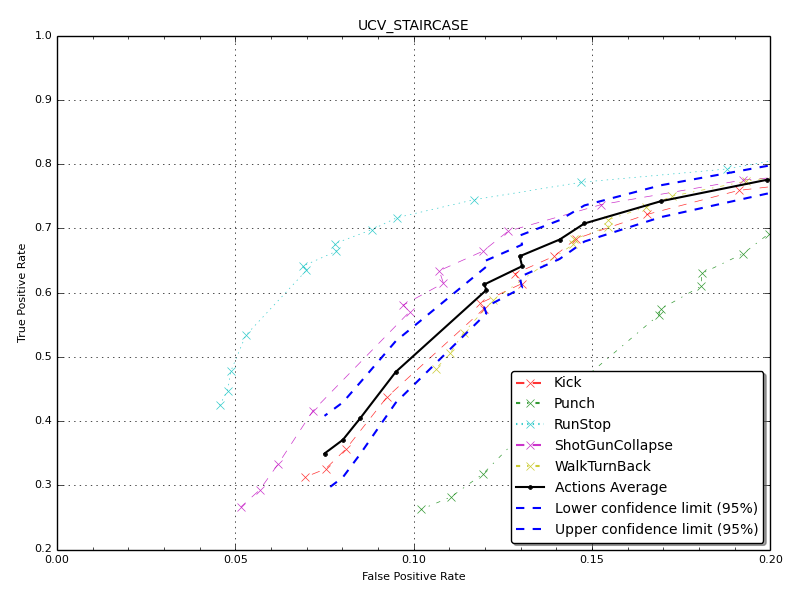 UCV_STAIRCASE
1.0
0.9
0.8
0.7
0.6
0.5
0.4
0.3
0.2
True Positive Rate
Kick
Punch
RunStop
ShotGunCollapse
WalkTurnBack
Actions Average
Lower confidence limit (95%)
Upper confidence limit (95%)
0.00 0.05 0.10 0.15 0.20
False Positive Rate